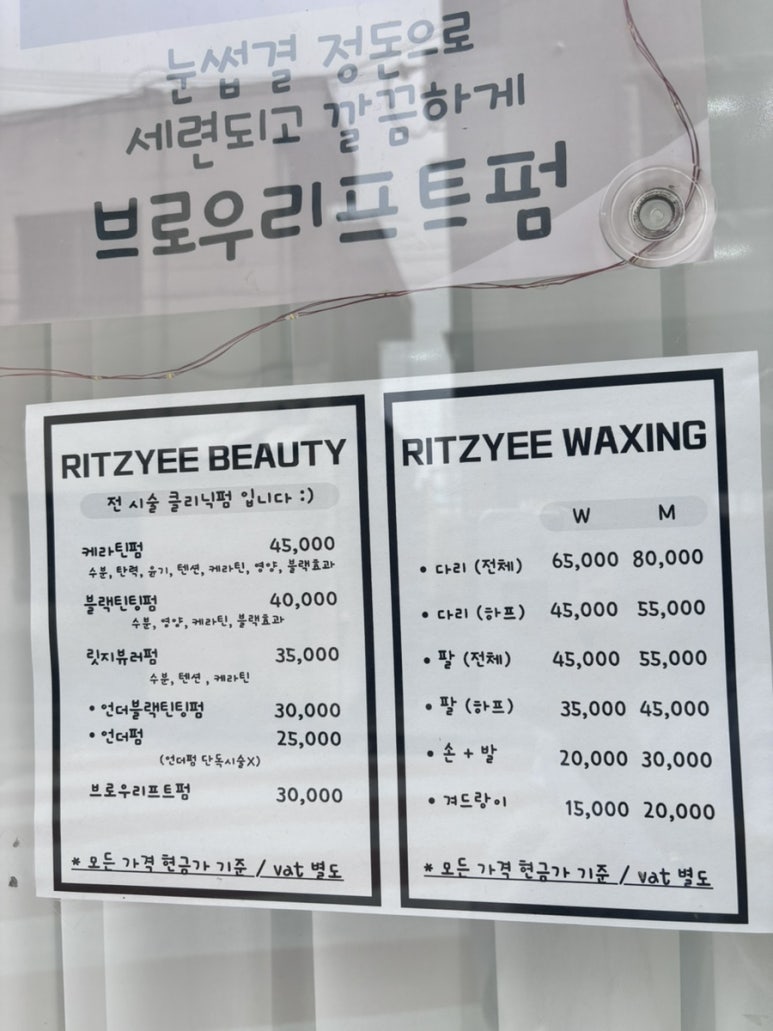 눈썹결 정돈으로
세련되고 깔끔하게
브로우리프트펌
RITZYEE BEAUTY
전 시술 클리닉펌 입니다 :)
케라틴펌 45,000
수분, 탄력, 윤기, 텐션, 케라틴, 영양, 블랙효과
블랙틴팅펌 40,000
수분, 영양, 케라틴, 블랙효과
릿지뷰러펌 35,000
수분, 텐션, 케라틴
• 언더블랙틴팅펌 30,000
• 언더펌 25,000
(언더펌 단독시술X)
브로우리프트펌 30,000
* 모든 가격 현금가 기준 / vat 별도
RITZYEE WAXING
W M
• 다리 (전체) 65,000 80,000
• 다리 (하프) 45,000 55,000
• 팔 (전체) 45,000 55,000
• 팔 (하프) 35,000 45,000
• 손 + 발 20,000 30,000
• 겨드랑이 15,000 20,000
* 모든 가격 현금가 기준 / vat 별도